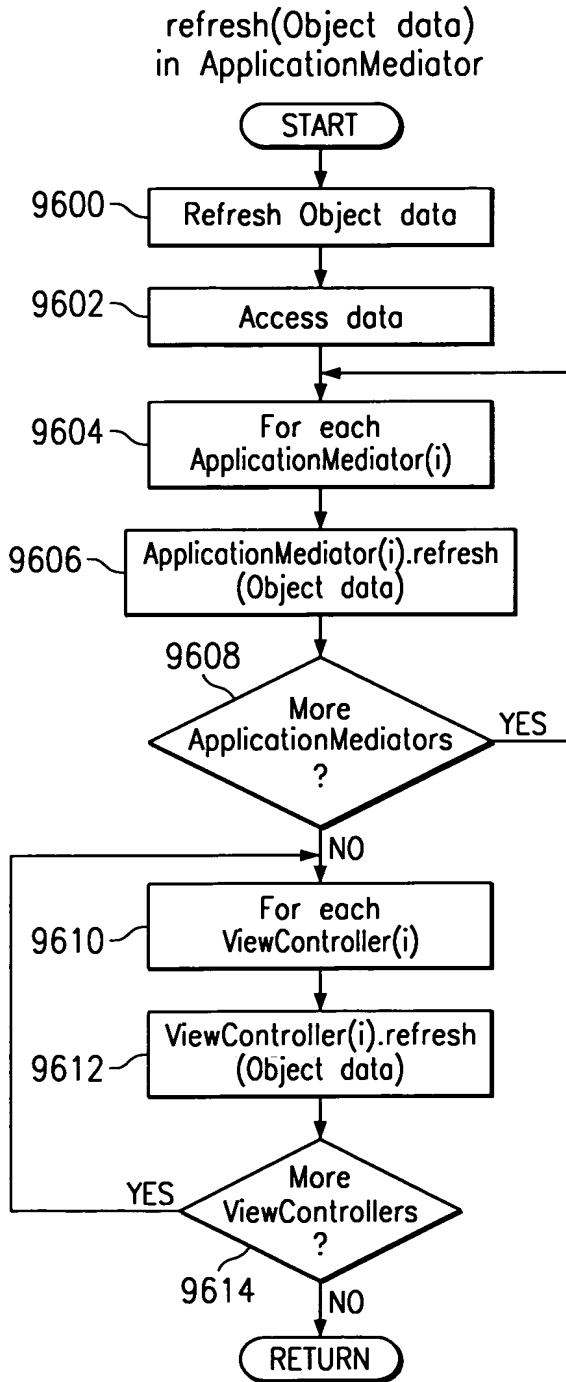 refresh(Object data)
in ApplicationMediator
START
9600
Refresh Object data
9602
Access data
9604
For each
ApplicationMediator(i)
9606
ApplicationMediator(i).refresh
(Object data)
9608
More
ApplicationMediators
?
YES
NO
9610
For each
ViewController(i)
9612
ViewController(i).refresh
(Object data)
YES
More
ViewControllers
?
9614
NO
RETURN